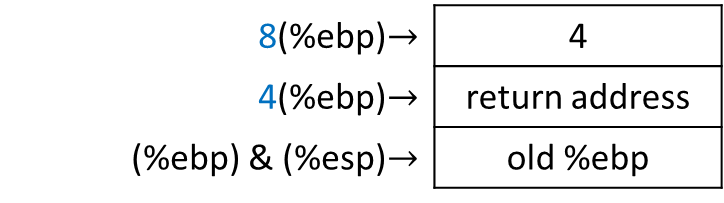 8(%ebp)→ 4
4(%ebp)→ return address
(%ebp) & (%esp)→ old %ebp